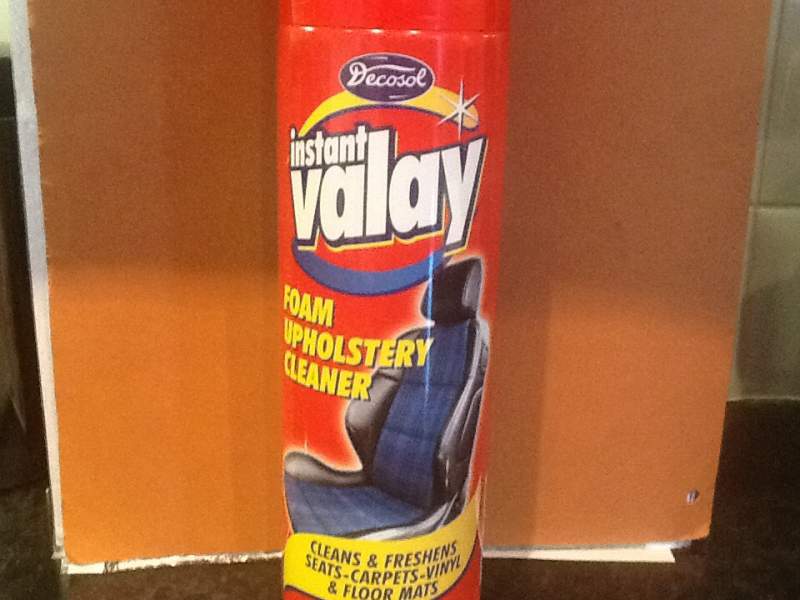 Decosol
instant
valay
FOAM
UPHOLSTERY
CLEANER
CLEANS & FRESHENS
SEATS-CARPETS-VINYL
& FLOOR MATS